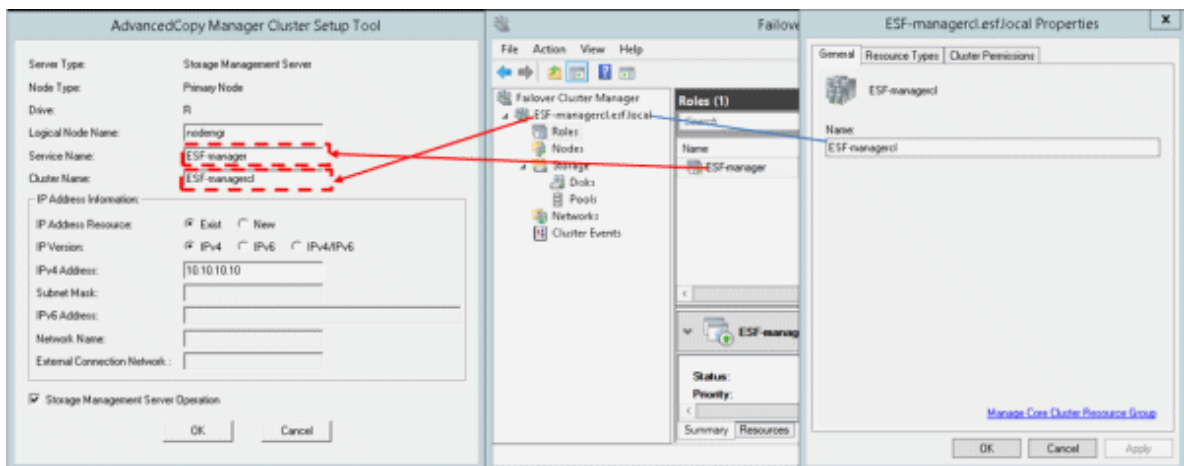 AdvancedCopy Manager Cluster Setup Tool
Server Type: Storage Management Server
Node Type: Primary Node
Drive: R
Logical Node Name: nodemgr
Service Name: ESF-manager
Cluster Name: ESF-managercl
IP Address Information:
IP Address Resource: Exist New
IP Version: IPv4 IPv6 IPv4/IPv6
IPv4 Address: 10.10.10.10
Subnet Mask:
IPv6 Address:
Network Name:
External Connection Network :
Storage Management Server Operation
OK Cancel
Failove
File Action View Help
Failover Cluster Manager
ESF-managercl.esf.local
Roles
Nodes
Storage
Disks
Pools
Networks
Cluster Events
Roles (1)
Search
Name
ESF-manager
ESF-manag
Status:
Priority:
Summary Resources
ESF-managercl.esf.local Properties
x
General Resource Types Cluster Permissions
ESF-managercl
Name:
ESF-managercl
Manage Core Cluster Resource Group
OK Cancel Apply